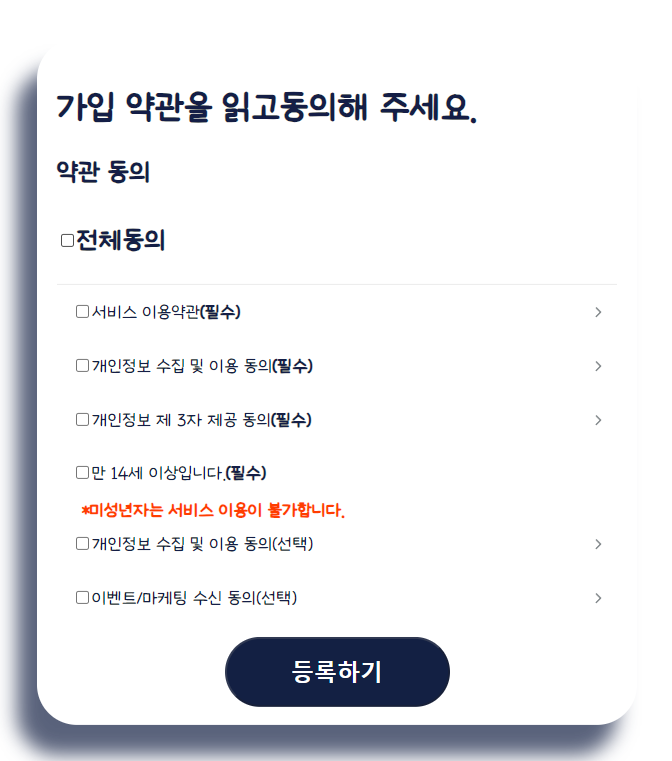 가입 약관을 읽고동의해 주세요.
약관 동의
전체동의
서비스 이용약관(필수)
개인정보 수집 및 이용 동의(필수)
개인정보 제 3자 제공 동의(필수)
만 14세 이상입니다.(필수)
*미성년자는 서비스 이용이 불가합니다.
개인정보 수집 및 이용 동의(선택)
이벤트/마케팅 수신 동의(선택)
등록하기